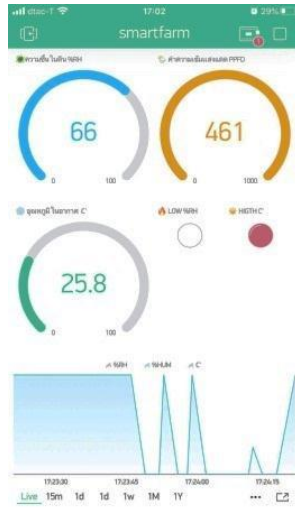 dtac-T 17:02 29%
smartfarm
ความชื้นในดิน %RH
ค่าความเข้มแสงแดด PPFD
66
0 100
461
0 1000
อุณหภูมิในอากาศ C°
LOW %RH
HIGTH C°
25.8
0 100
%RH %HUM C°
17:23:30 17:23:45 17:24:00 17:24:15
Live 15m 1d 1d 1w 1M 1Y